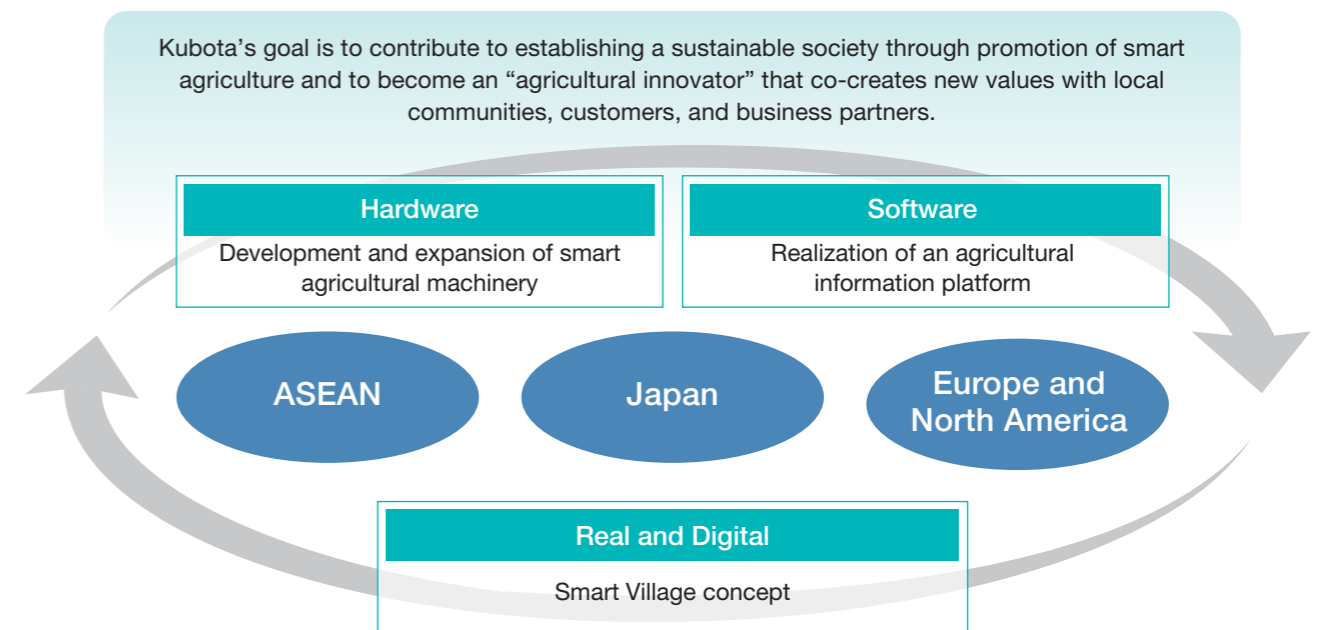 Kubota’s goal is to contribute to establishing a sustainable society through promotion of smart
agriculture and to become an “agricultural innovator” that co-creates new values with local
communities, customers, and business partners.
Hardware
Development and expansion of smart
agricultural machinery
Software
Realization of an agricultural
information platform
ASEAN
Japan
Europe and
North America
Real and Digital
Smart Village concept